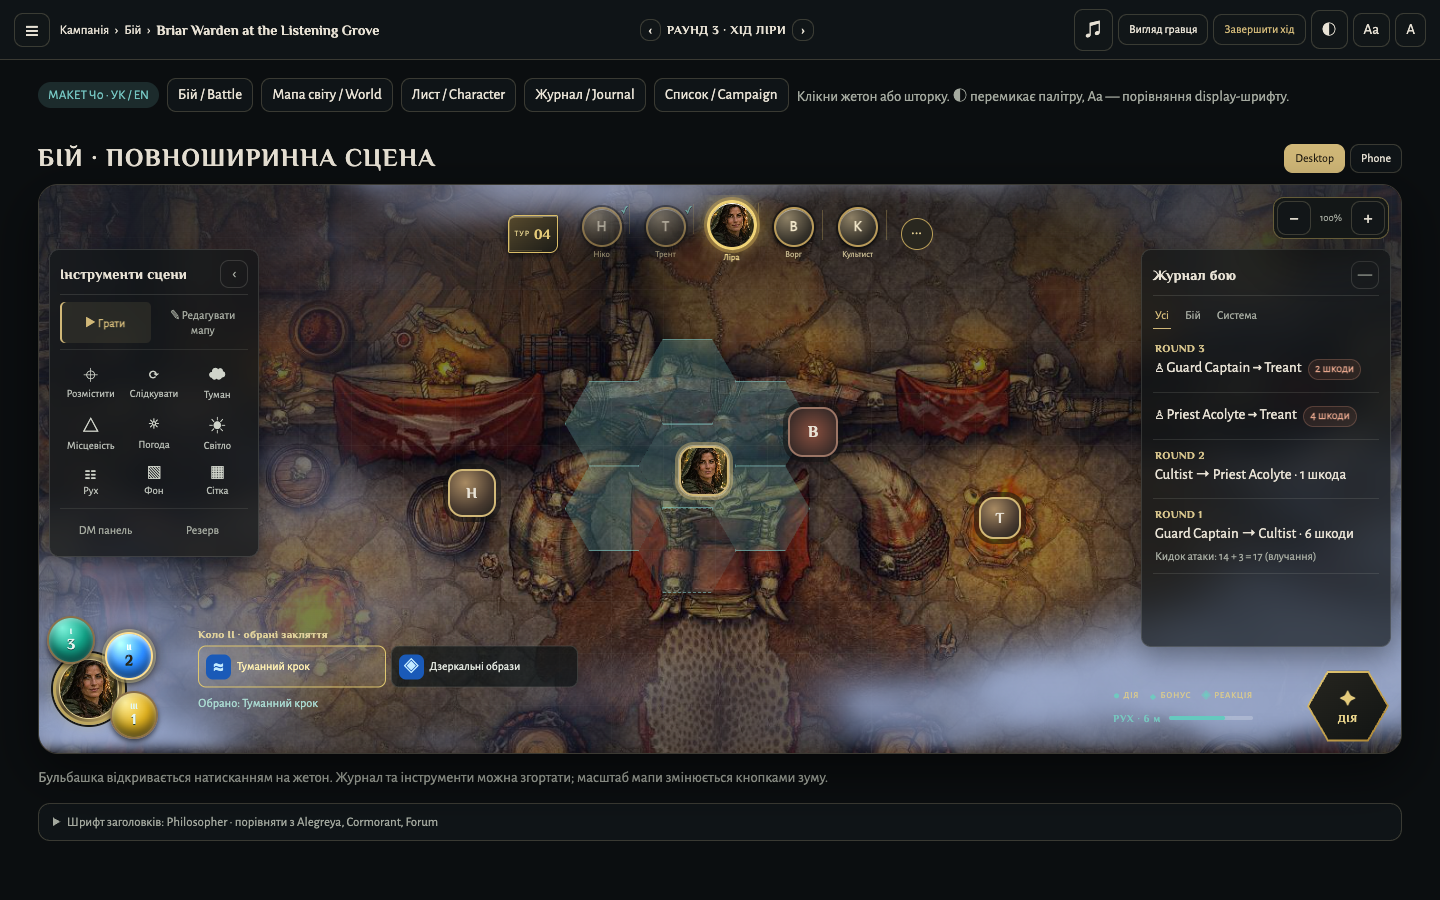 Кампанія › Бій › Briar Warden at the Listening Grove
‹ РАУНД 3 · ХІД ЛІРИ ›
Вигляд гравця
Завершити хід
Aa
A
МАКЕТ Чо · УК / EN
Бій / Battle
Мапа світу / World
Лист / Character
Журнал / Journal
Список / Campaign
Клікни жетон або шторку. ◐ перемикає палітру, Aa — порівняння display-шрифту.
БІЙ · ПОВНОШИРИННА СЦЕНА
Desktop
Phone
ТУР 04
Н
Т
В
К
···
Ніко
Трент
Ліра
Ворг
Культист
− 100% +
Інструменти сцени ‹
▶ Грати
✎ Редагувати мапу
Розмістити
Слідкувати
Туман
Місцевість
Погода
Світло
Рух
Фон
Сітка
DM панель
Резерв
Журнал бою —
Усі
Бій
Система
ROUND 3
♙ Guard Captain → Treant 2 шкоди
♙ Priest Acolyte → Treant 4 шкоди
ROUND 2
Cultist → Priest Acolyte · 1 шкода
ROUND 1
Guard Captain → Cultist · 6 шкоди
Кидок атаки: 14 + 3 = 17 (влучання)
В
Н
Т
I
3
II
2
III
1
Коло II · обрані закляття
≈ Туманний крок
Дзеркальні образи
Обрано: Туманний крок
ДІЯ
БОНУС
РЕАКЦІЯ
РУХ · 6 м
ДІЯ
Бульбашка відкривається натисканням на жетон. Журнал та інструменти можна згортати; масштаб мапи змінюється кнопками зуму.
▶ Шрифт заголовків: Philosopher · порівняти з Alegreya, Cormorant, Forum